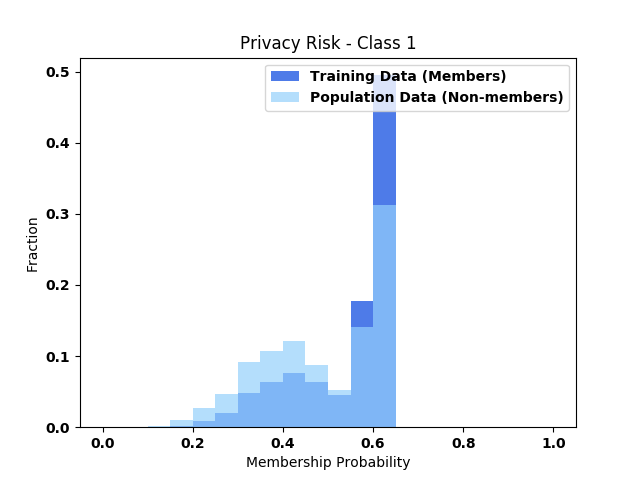 Privacy Risk - Class 1
Training Data (Members)
Population Data (Non-members)
0.5
0.4
0.3
0.2
0.1
0.0
Fraction
0.0 0.2 0.4 0.6 0.8 1.0
Membership Probability